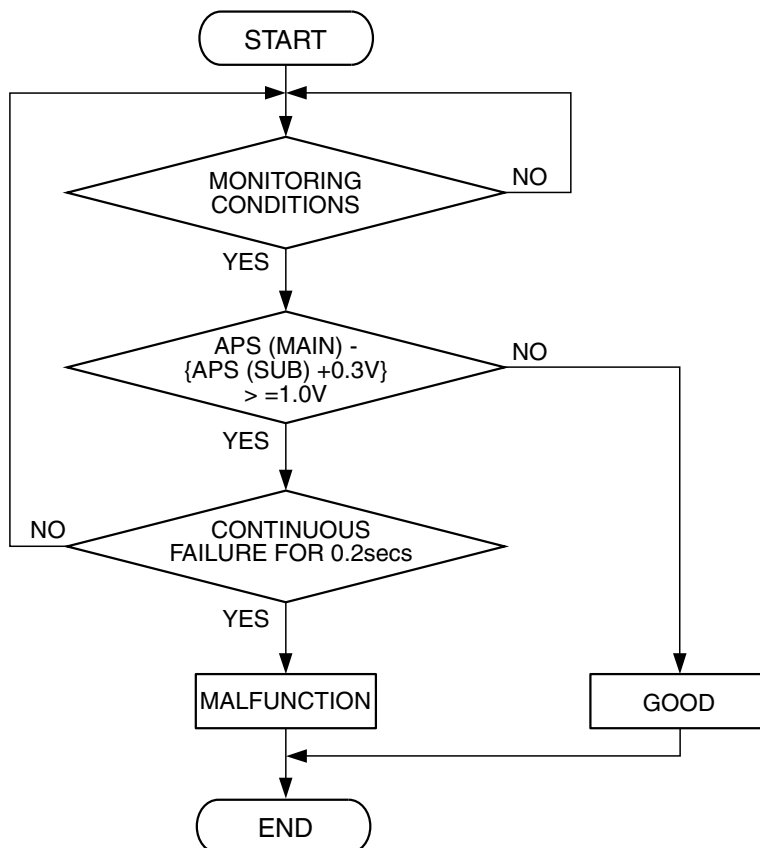 START
MONITORING
CONDITIONS
NO
YES
APS (MAIN) -
{APS (SUB) +0.3V}
> =1.0V
NO
YES
CONTINUOUS
FAILURE FOR 0.2secs
NO
YES
MALFUNCTION
GOOD
END